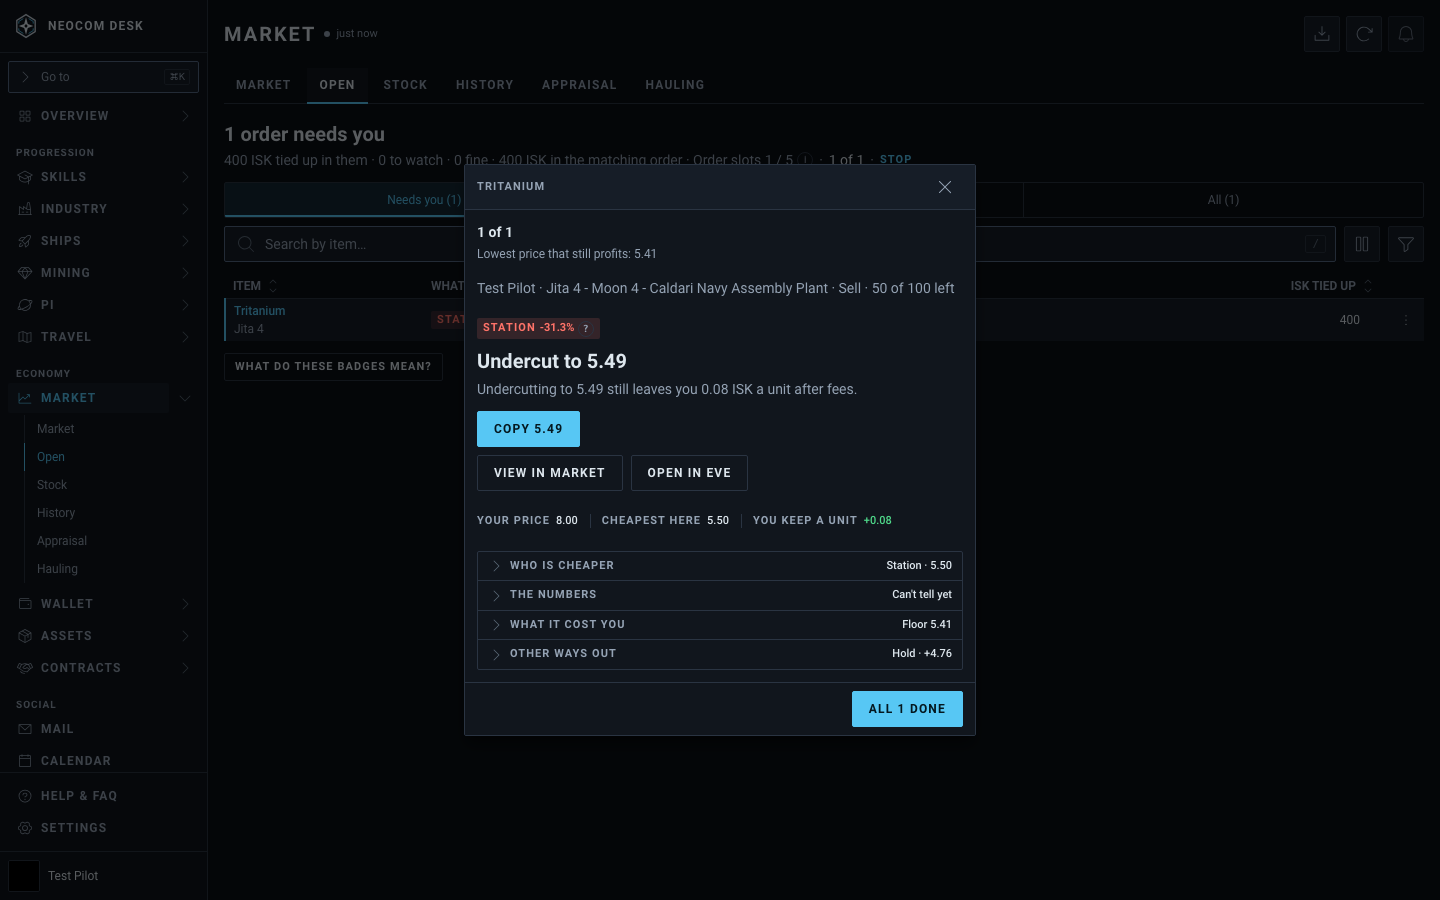 NEOCOM DESK
Go to ⌘K
OVERVIEW
PROGRESSION
SKILLS
INDUSTRY
SHIPS
MINING
PI
TRAVEL
ECONOMY
MARKET
Market
Open
Stock
History
Appraisal
Hauling
WALLET
ASSETS
CONTRACTS
SOCIAL
MAIL
CALENDAR
HELP & FAQ
SETTINGS
Test Pilot
MARKET just now
MARKET OPEN STOCK HISTORY APPRAISAL HAULING
1 order needs you
400 ISK tied up in them · 0 to watch · 0 fine · 400 ISK in the matching order · Order slots 1 / 5 · 1 of 1 · STOP
Needs you (1) All (1)
Search by item... /
ITEM WHAT ISK TIED UP
Tritanium
Jita 4 STAT 400
WHAT DO THESE BADGES MEAN?
TRITANIUM
1 of 1
Lowest price that still profits: 5.41
Test Pilot · Jita 4 - Moon 4 - Caldari Navy Assembly Plant · Sell · 50 of 100 left
STATION -31.3% ?
Undercut to 5.49
Undercutting to 5.49 still leaves you 0.08 ISK a unit after fees.
COPY 5.49
VIEW IN MARKET OPEN IN EVE
YOUR PRICE 8.00 CHEAPEST HERE 5.50 YOU KEEP A UNIT +0.08
WHO IS CHEAPER Station · 5.50
THE NUMBERS Can't tell yet
WHAT IT COST YOU Floor 5.41
OTHER WAYS OUT Hold · +4.76
ALL 1 DONE